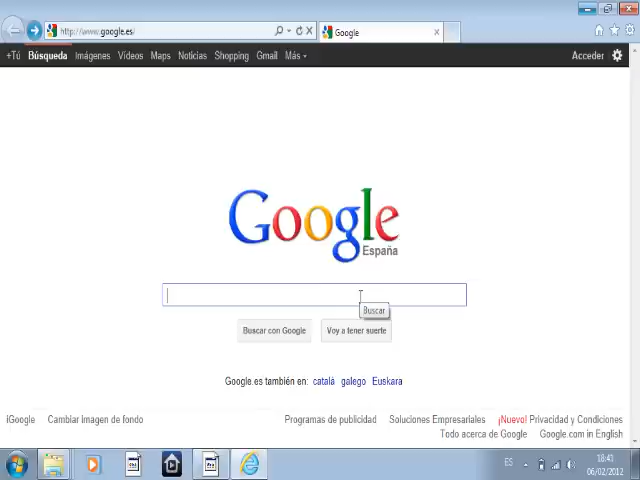 http://www.google.es/
Google
+Tú Búsqueda Imágenes Vídeos Maps Noticias Shopping Gmail Más
Acceder
Google
España
Buscar
Buscar con Google
Voy a tener suerte
Google.es también en: català galego Euskara
iGoogle Cambiar imagen de fondo
Programas de publicidad Soluciones Empresariales ¡Nuevo! Privacidad y Condiciones
Todo acerca de Google Google.com in English
ES
18:41
06/02/2012